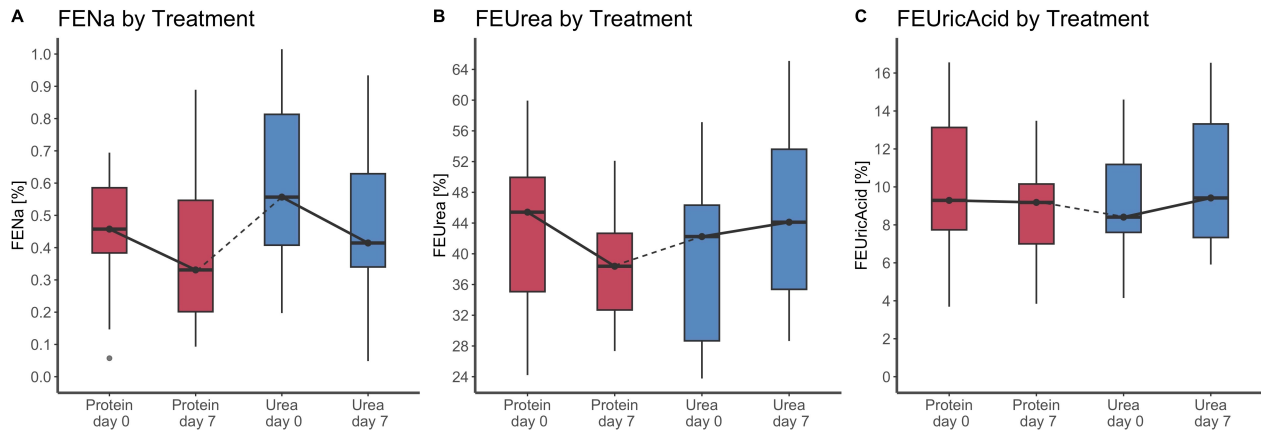 A
FENa by Treatment
FENa [%]
1.0
0.9
0.8
0.7
0.6
0.5
0.4
0.3
0.2
0.1
0.0
Protein
day 0
Protein
day 7
Urea
day 0
Urea
day 7
B
FEUrea by Treatment
FEUrea [%]
64
60
56
52
48
44
40
36
32
28
24
Protein
day 0
Protein
day 7
Urea
day 0
Urea
day 7
C
FEUricAcid by Treatment
FEUricAcid [%]
16
14
12
10
8
6
4
2
0
Protein
day 0
Protein
day 7
Urea
day 0
Urea
day 7